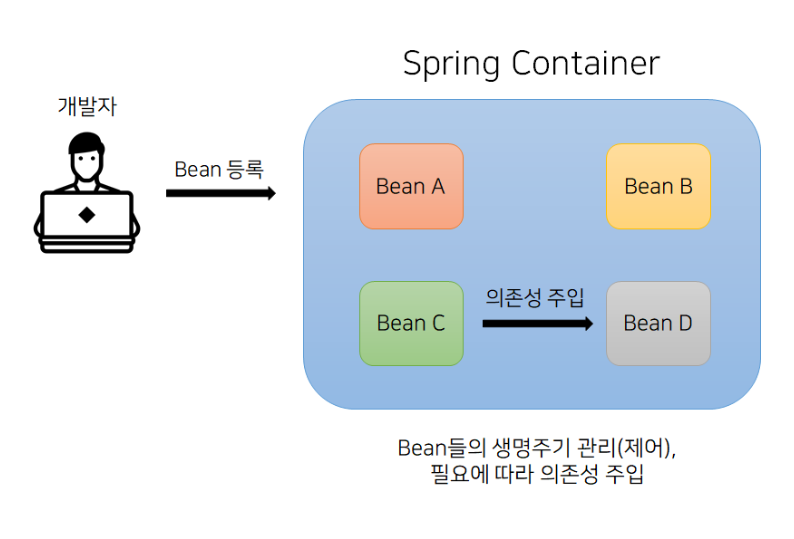 Spring Container
개발자
Bean 등록
Bean A
Bean B
의존성 주입
Bean C
Bean D
Bean들의 생명주기 관리(제어),
필요에 따라 의존성 주입